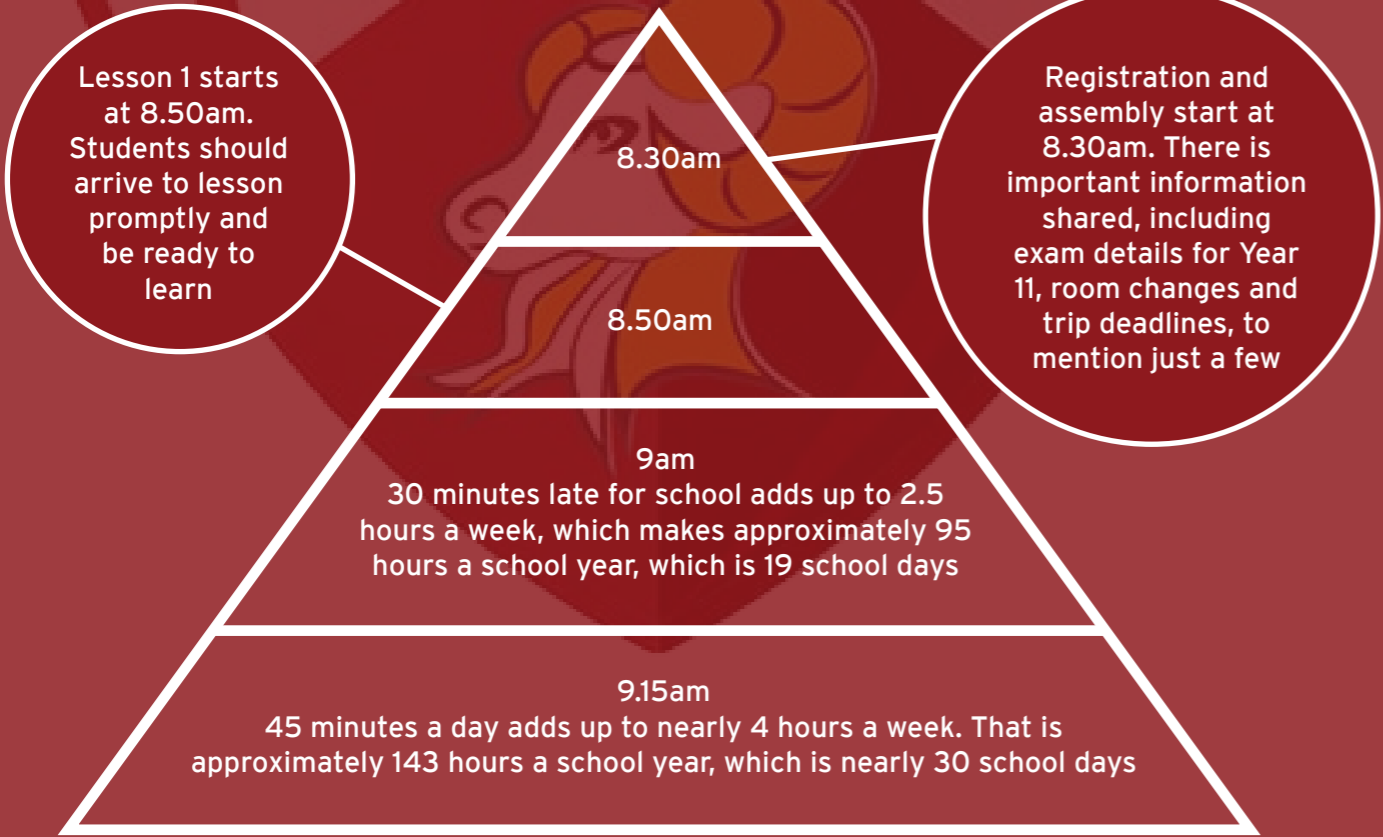 Lesson 1 starts
at 8.50am.
Students should
arrive to lesson
promptly and
be ready to
learn
8.30am
Registration and
assembly start at
8.30am. There is
important information
shared, including
exam details for Year
11, room changes and
trip deadlines, to
mention just a few
8.50am
9am
30 minutes late for school adds up to 2.5
hours a week, which makes approximately 95
hours a school year, which is 19 school days
9.15am
45 minutes a day adds up to nearly 4 hours a week. That is
approximately 143 hours a school year, which is nearly 30 school days